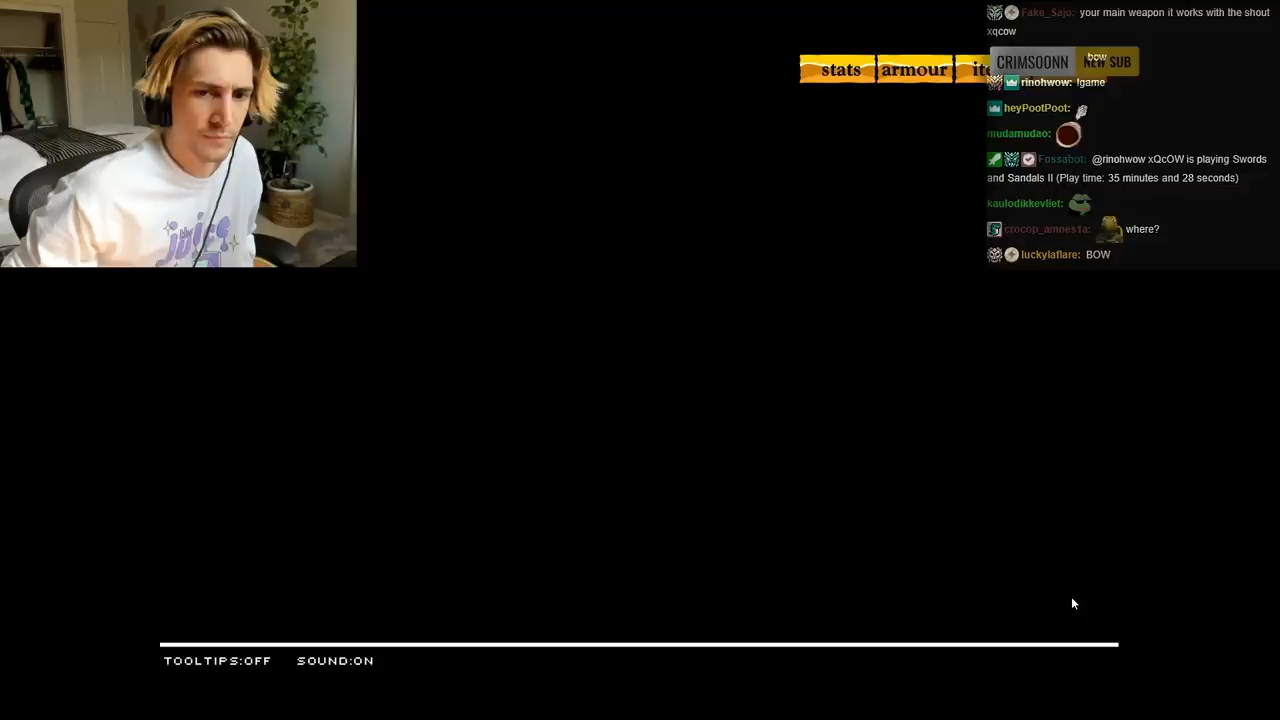 Fake_Sajo: your main weapon it works with the shout
xqcow
stats armour
CRIMSOONN NEW SUB
bow
rinohwow: !game
heyPootPoot:
mudamudao:
Fossabot: @rinohwow xQcOW is playing Swords
and Sandals II (Play time: 35 minutes and 28 seconds)
kaulodikkevliet:
crocop_amnes1a: where?
luckylaflare: BOW
TOOLTIPS:OFF SOUND:ON